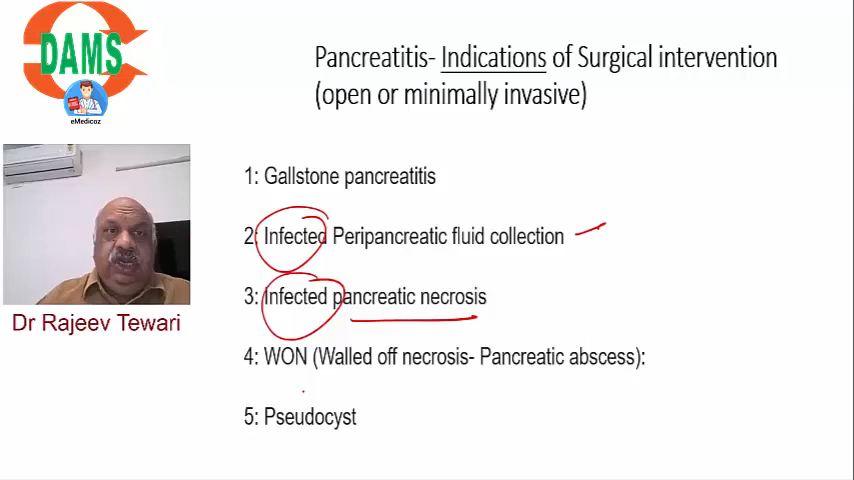 DAMS
eMedicoz
Pancreatitis- Indications of Surgical intervention
(open or minimally invasive)
1: Gallstone pancreatitis
2: Infected Peripancreatic fluid collection
3: Infected pancreatic necrosis
Dr Rajeev Tewari
4: WON (Walled off necrosis- Pancreatic abscess):
5: Pseudocyst